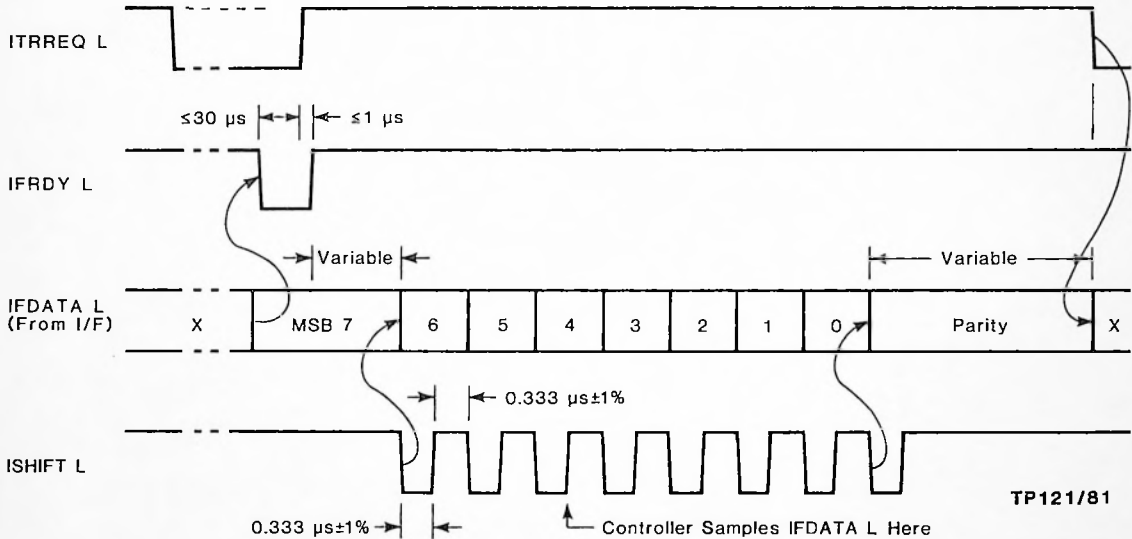 ITRREQ L
≤30 µs
≤1 µs
IFRDY L
Variable
Variable
IFDATA L
(From I/F)
X
MSB 7
6
5
4
3
2
1
0
Parity
X
0.333 µs±1%
ISHIFT L
TP121/81
0.333 µs±1%
Controller Samples IFDATA L Here